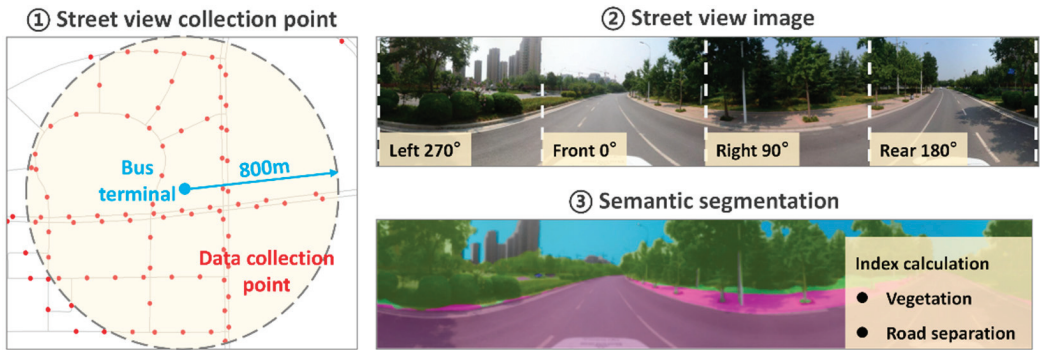 ① Street view collection point
Bus
terminal
800m
Data collection
point
② Street view image
Left 270°
Front 0°
Right 90°
Rear 180°
③ Semantic segmentation
Index calculation
● Vegetation
● Road separation